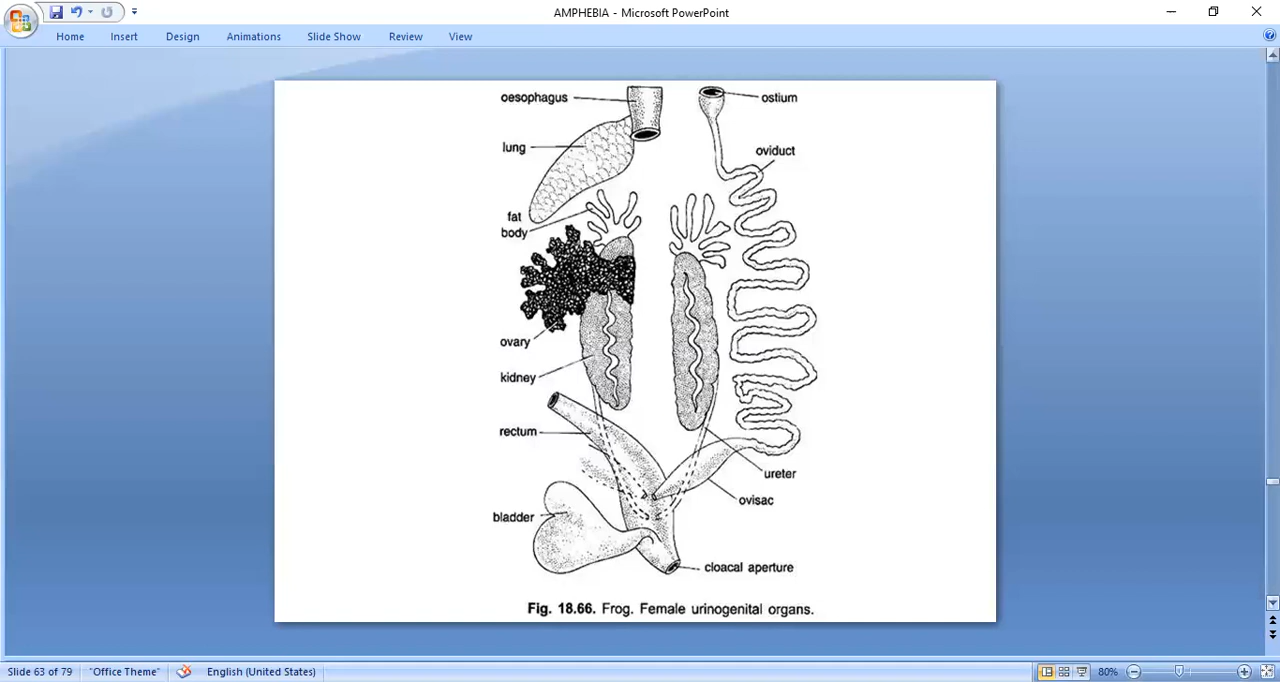 AMPHEBIA - Microsoft PowerPoint
Home Insert Design Animations Slide Show Review View
oesophagus
ostium
lung
oviduct
fat
body
ovary
kidney
rectum
ureter
ovisac
bladder
cloacal aperture
Fig. 18.66. Frog. Female urinogenital organs.
Slide 63 of 79 "Office Theme" English (United States) 80%